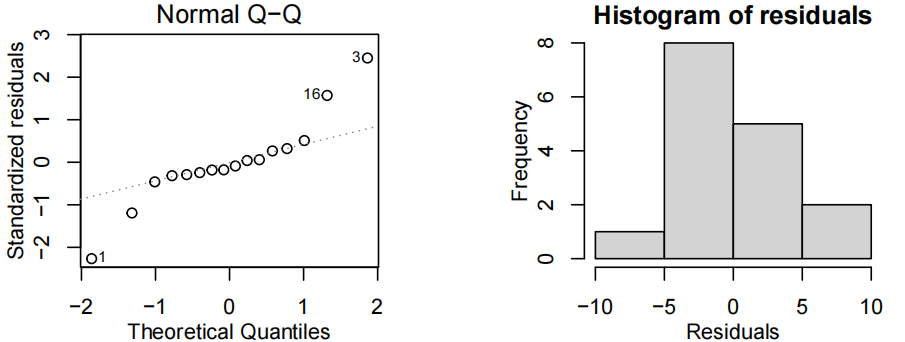 Normal Q−Q
Standardized residuals
3
2
1
0
−1
−2
3
16
1
−2 −1 0 1 2
Theoretical Quantiles
Histogram of residuals
Frequency
8
6
4
2
0
−10 −5 0 5 10
Residuals